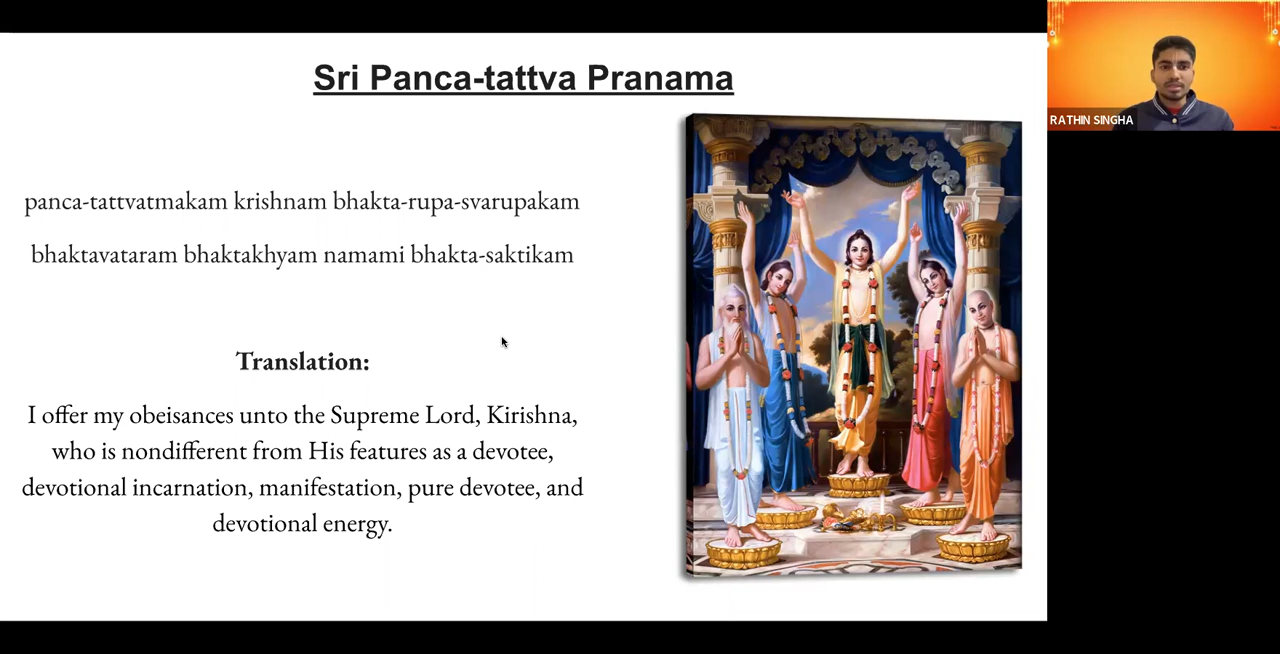 Sri Panca-tattva Pranama
panca-tattvatmakam krishnam bhakta-rupa-svarupakam
bhaktavataram bhaktakhyam namami bhakta-saktikam
Translation:
I offer my obeisances unto the Supreme Lord, Kirishna,
who is nondifferent from His features as a devotee,
devotional incarnation, manifestation, pure devotee, and
devotional energy.
RATHIN SINGHA